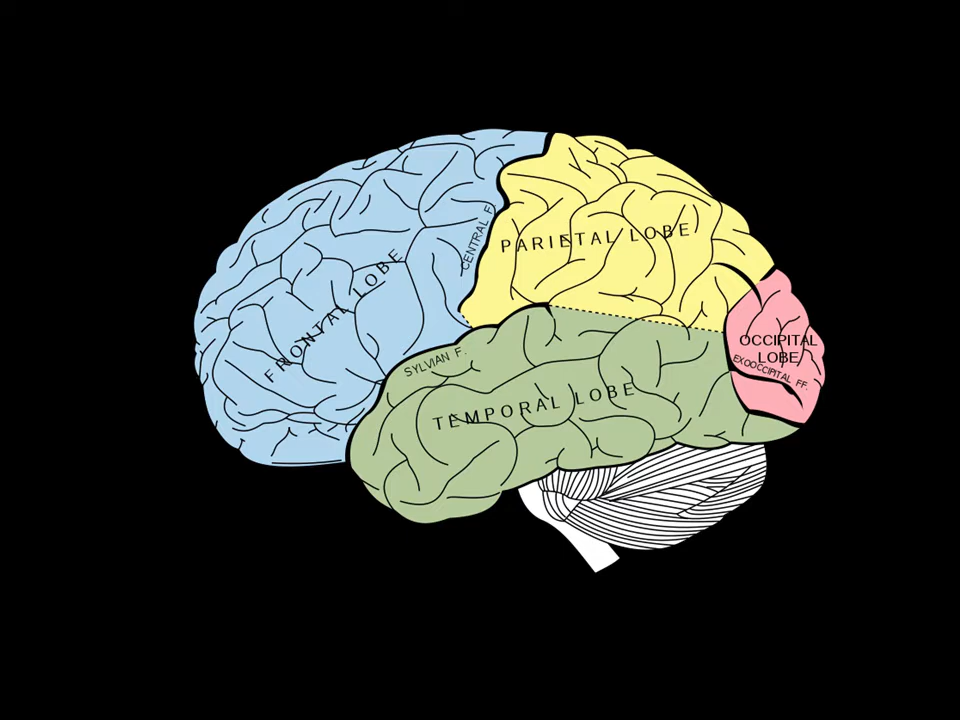 FRONTAL LOBE
CENTRAL F.
PARIETAL LOBE
SYLVIAN F.
TEMPORAL LOBE
OCCIPITAL
LOBE
EXOOCCIPITAL FF.